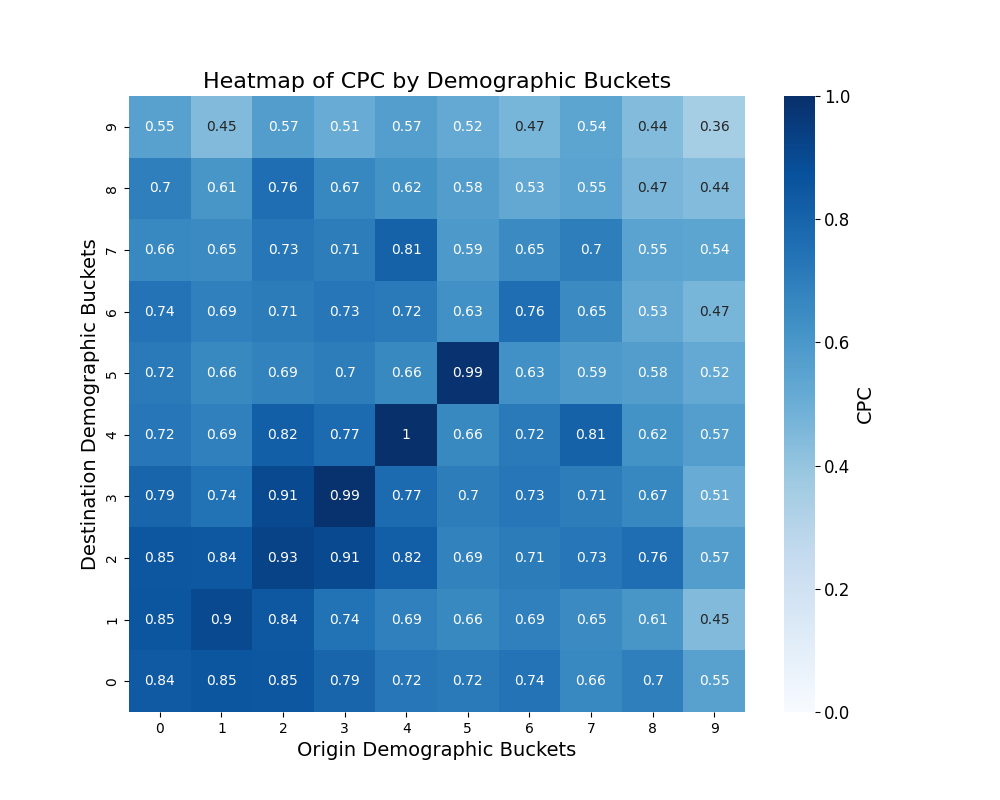 Heatmap of CPC by Demographic Buckets
9 0.55 0.45 0.57 0.51 0.57 0.52 0.47 0.54 0.44 0.36
8 0.7 0.61 0.76 0.67 0.62 0.58 0.53 0.55 0.47 0.44
7 0.66 0.65 0.73 0.71 0.81 0.59 0.65 0.7 0.55 0.54
6 0.74 0.69 0.71 0.73 0.72 0.63 0.76 0.65 0.53 0.47
5 0.72 0.66 0.69 0.7 0.66 0.99 0.63 0.59 0.58 0.52
4 0.72 0.69 0.82 0.77 1 0.66 0.72 0.81 0.62 0.57
3 0.79 0.74 0.91 0.99 0.77 0.7 0.73 0.71 0.67 0.51
2 0.85 0.84 0.93 0.91 0.82 0.69 0.71 0.73 0.76 0.57
1 0.85 0.9 0.84 0.74 0.69 0.66 0.69 0.65 0.61 0.45
0 0.84 0.85 0.85 0.79 0.72 0.72 0.74 0.66 0.7 0.55
0 1 2 3 4 5 6 7 8 9
Origin Demographic Buckets
Destination Demographic Buckets
1.0
0.8
0.6
0.4
0.2
0.0
CPC